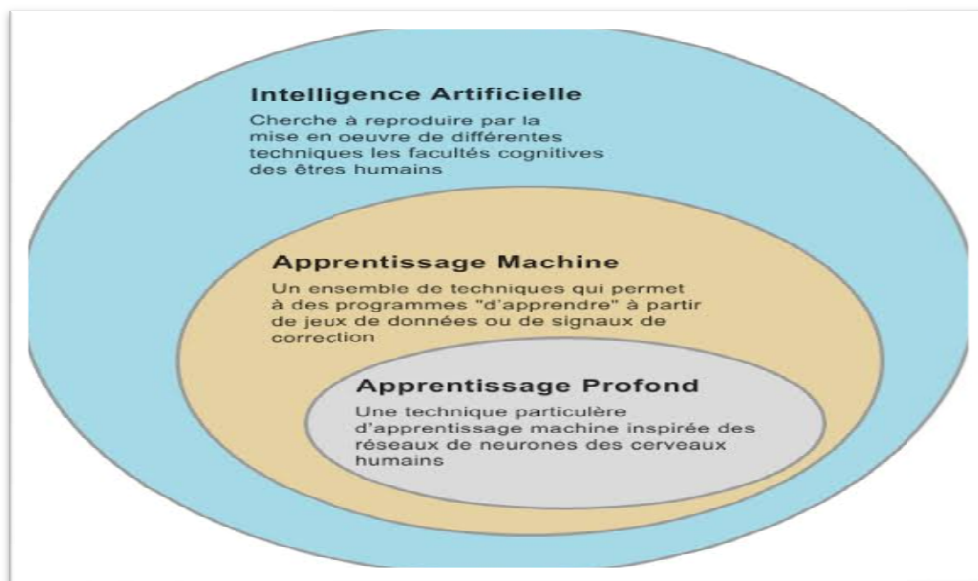 Intelligence Artificielle
Cherche à reproduire par la
mise en oeuvre de différentes
techniques les facultés cognitives
des êtres humains
Apprentissage Machine
Un ensemble de techniques qui permet
à des programmes "d'apprendre" à partir
de jeux de données ou de signaux de
correction
Apprentissage Profond
Une technique particulère
d'apprentissage machine inspirée des
réseaux de neurones des cerveaux
humains